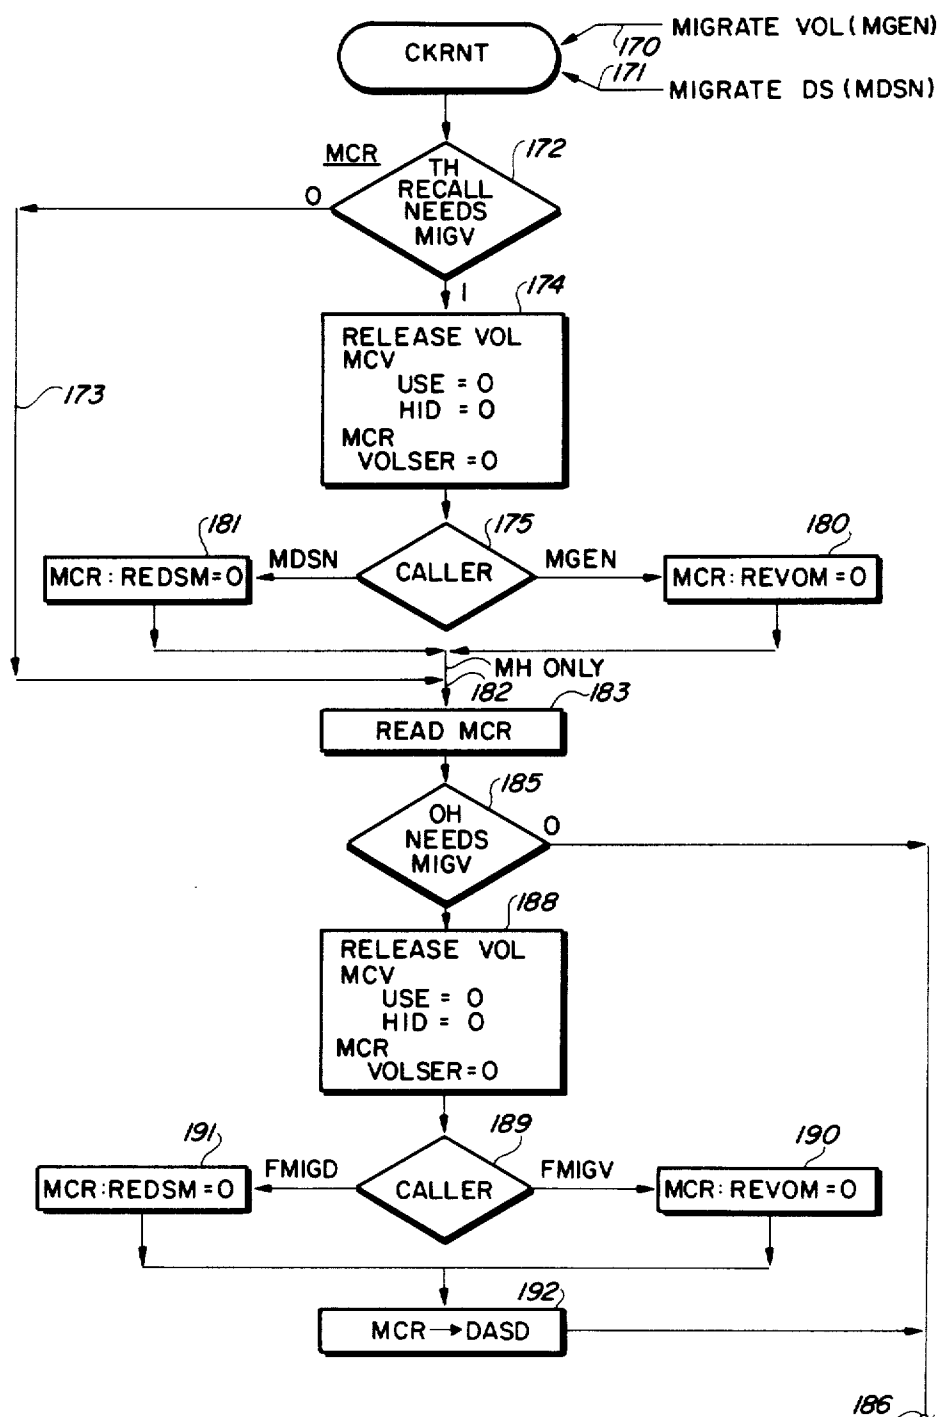 MIGRATE VOL (MGEN)
170
CKRNT
171
MIGRATE DS (MDSN)
MCR
172
TH
RECALL
NEEDS
MIGV
0
1
174
RELEASE VOL
MCV
USE = 0
HID = 0
MCR
VOLSER = 0
173
181
175
180
MDSN
CALLER
MGEN
MCR: REDSM = 0
MCR: REVOM = 0
MH ONLY
182
183
READ MCR
185
OH
NEEDS
MIGV
0
188
RELEASE VOL
MCV
USE = 0
HID = 0
MCR
VOLSER = 0
191
189
190
FMIGD
CALLER
FMIGV
MCR: REDSM = 0
MCR: REVOM = 0
192
MCR → DASD
186